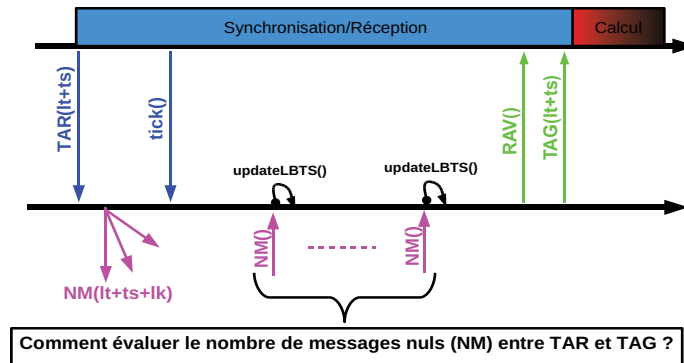 Synchronisation/Réception
Calcul
TAR(lt+ts)
tick()
RAV()
TAG(lt+ts)
updateLBTS()
updateLBTS()
NM(lt+ts+lk)
NM()
NM()
Comment évaluer le nombre de messages nuls (NM) entre TAR et TAG ?